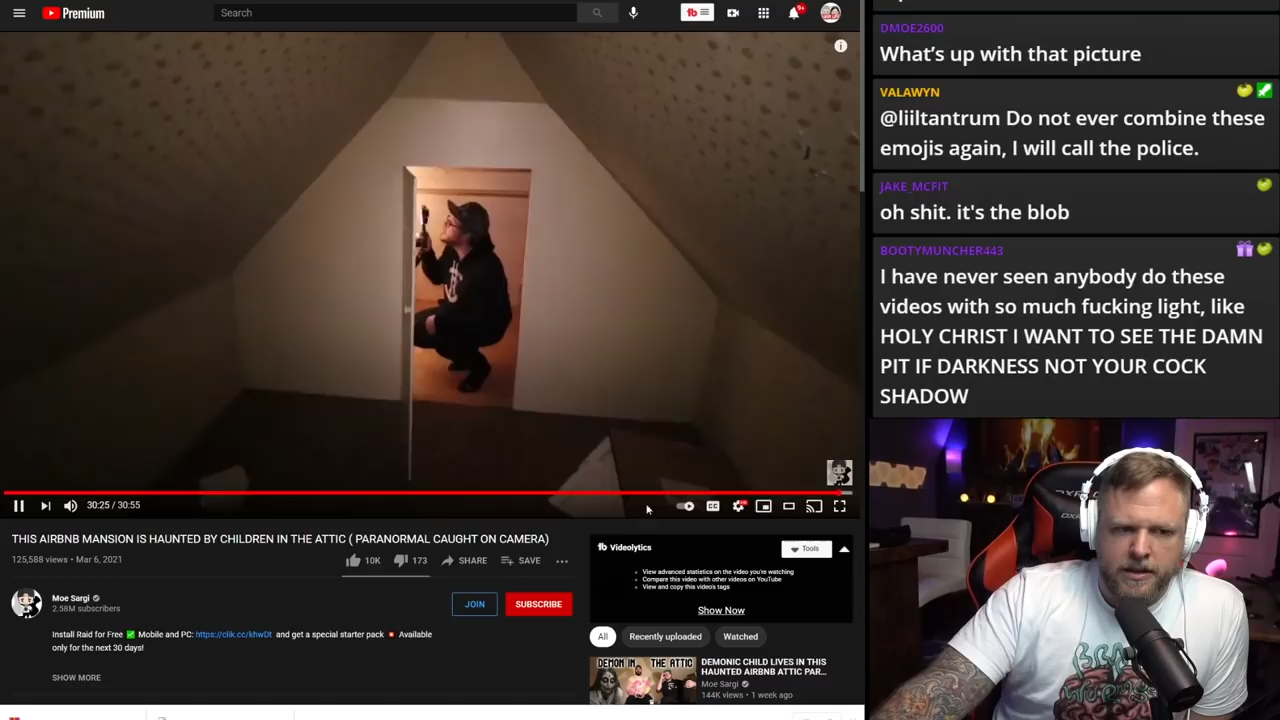 Premium
Search
9+
THIS AIRBNB MANSION IS HAUNTED BY CHILDREN IN THE ATTIC ( PARANORMAL CAUGHT ON CAMERA)
125,588 views • Mar 6, 2021
10K
173
SHARE
SAVE
30:25 / 30:55
CC
Moe Sargi
2.58M subscribers
JOIN
SUBSCRIBE
Install Raid for Free ✅ Mobile and PC: https://clik.cc/khwDt and get a special starter pack Available
only for the next 30 days!
SHOW MORE
Videolytics
Tools
View advanced statistics on the video you're watching
Compare this video with other videos on YouTube
View and copy this video's tags
Show Now
All
Recently uploaded
Watched
DEMON IN THE ATTIC
DEMONIC CHILD LIVES IN THIS
HAUNTED AIRBNB ATTIC PAR...
Moe Sargi
144K views • 1 week ago
DMOE2600
What’s up with that picture
VALAWYN
@liiltantrum Do not ever combine these
emojis again, I will call the police.
JAKE_MCFIT
oh shit. it's the blob
BOOTYMUNCHER443
I have never seen anybody do these
videos with so much fucking light, like
HOLY CHRIST I WANT TO SEE THE DAMN
PIT IF DARKNESS NOT YOUR COCK
SHADOW